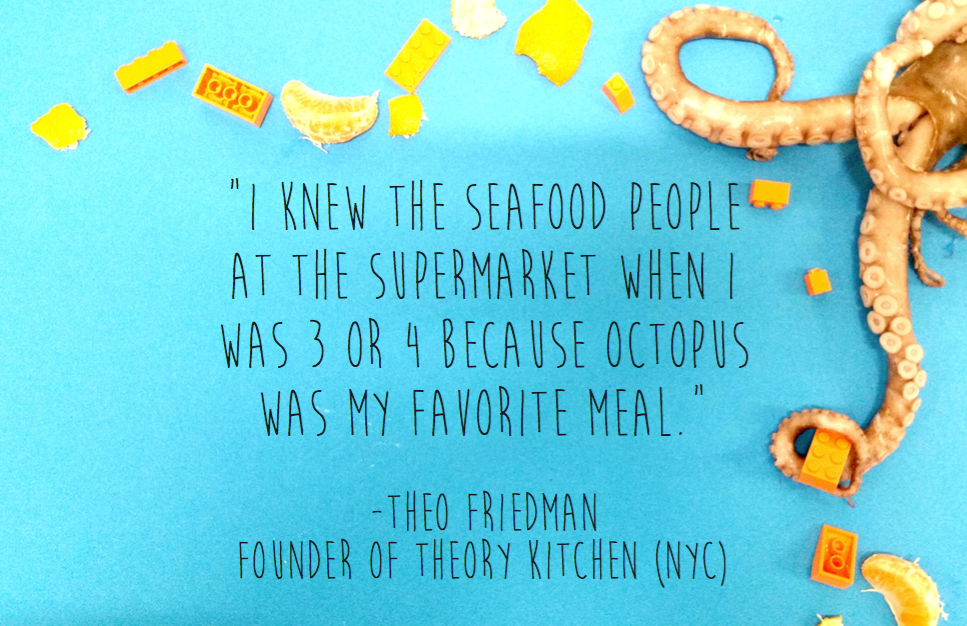 "I KNEW THE SEAFOOD PEOPLE
AT THE SUPERMARKET WHEN I
WAS 3 OR 4 BECAUSE OCTOPUS
WAS MY FAVORITE MEAL."
-THEO FRIEDMAN
FOUNDER OF THEORY KITCHEN (NYC)